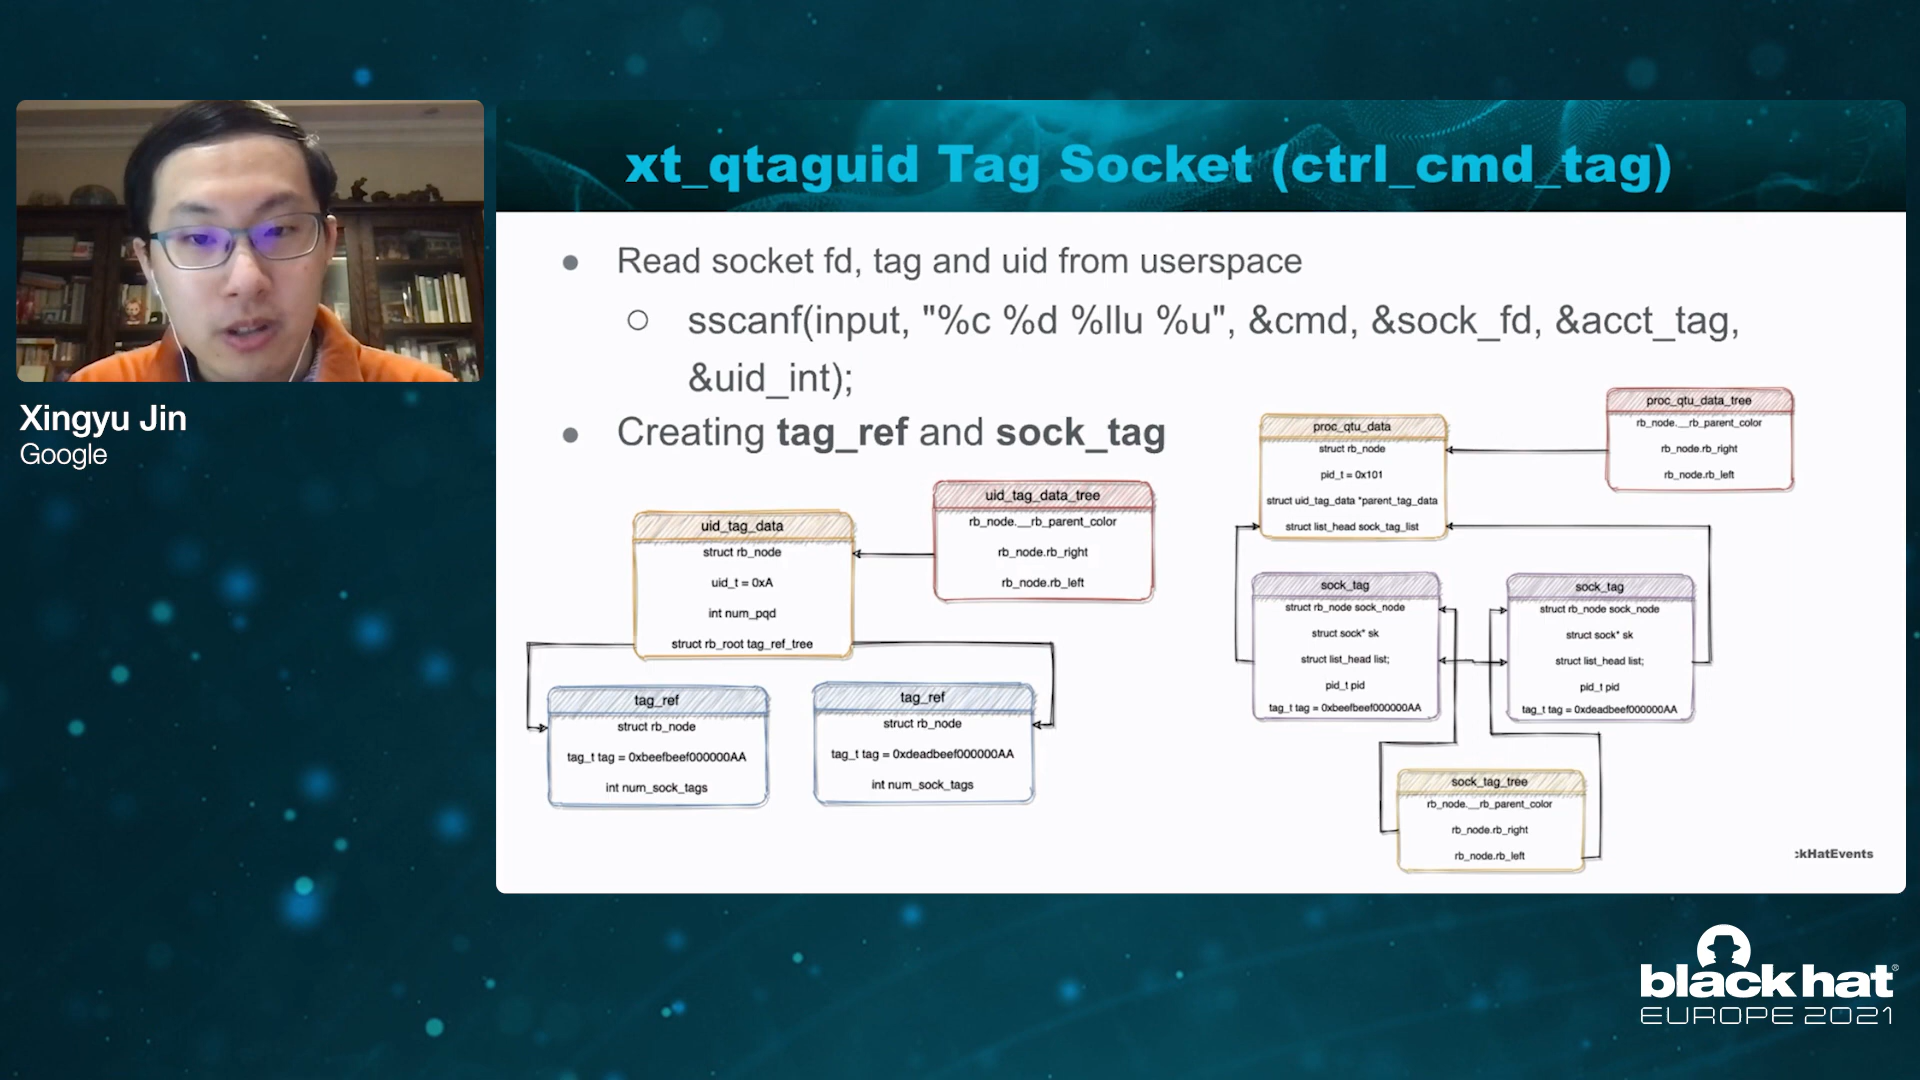 xt_qtaguid Tag Socket (ctrl_cmd_tag)
Xingyu Jin
Google
● Read socket fd, tag and uid from userspace
○ sscanf(input, "%c %d %llu %u", &cmd, &sock_fd, &acct_tag,
&uid_int);
● Creating tag_ref and sock_tag
uid_tag_data
struct rb_node
uid_t = 0xA
int num_pqd
struct rb_root tag_ref_tree
uid_tag_data_tree
rb_node.__rb_parent_color
rb_node.rb_right
rb_node.rb_left
tag_ref
struct rb_node
tag_t tag = 0xbeefbeef000000AA
int num_sock_tags
tag_ref
struct rb_node
tag_t tag = 0xdeadbeef000000AA
int num_sock_tags
proc_qtu_data
struct rb_node
pid_t = 0x101
struct uid_tag_data *parent_tag_data
struct list_head sock_tag_list
proc_qtu_data_tree
rb_node.__rb_parent_color
rb_node.rb_right
rb_node.rb_left
sock_tag
struct rb_node sock_node
struct sock* sk
struct list_head list;
pid_t pid
tag_t tag = 0xbeefbeef000000AA
sock_tag
struct rb_node sock_node
struct sock* sk
struct list_head list;
pid_t pid
tag_t tag = 0xdeadbeef000000AA
sock_tag_tree
rb_node.__rb_parent_color
rb_node.rb_right
rb_node.rb_left
ckHatEvents
black hat®
EUROPE 2021